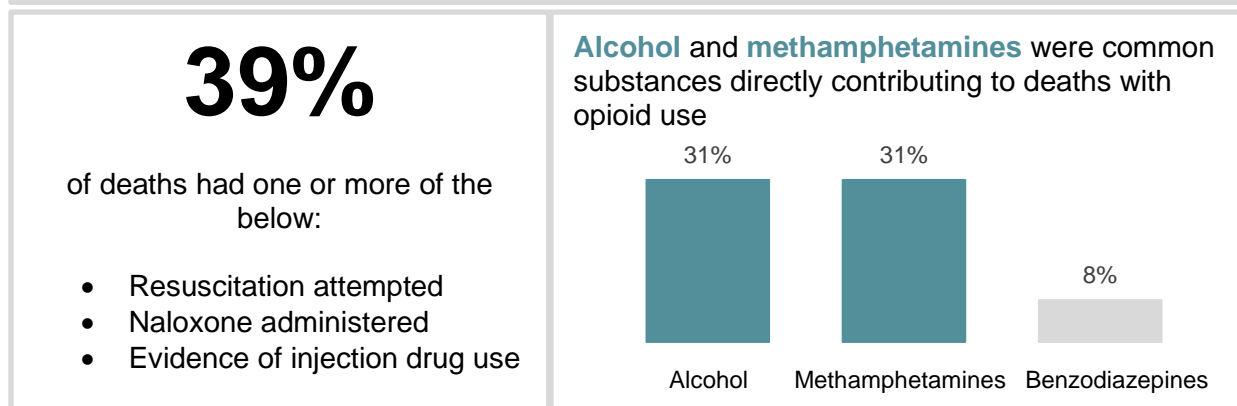 39%
of deaths had one or more of the
below:
• Resuscitation attempted
• Naloxone administered
• Evidence of injection drug use
Alcohol and methamphetamines were common
substances directly contributing to deaths with
opioid use
31% 31%
8%
Alcohol Methamphetamines Benzodiazepines